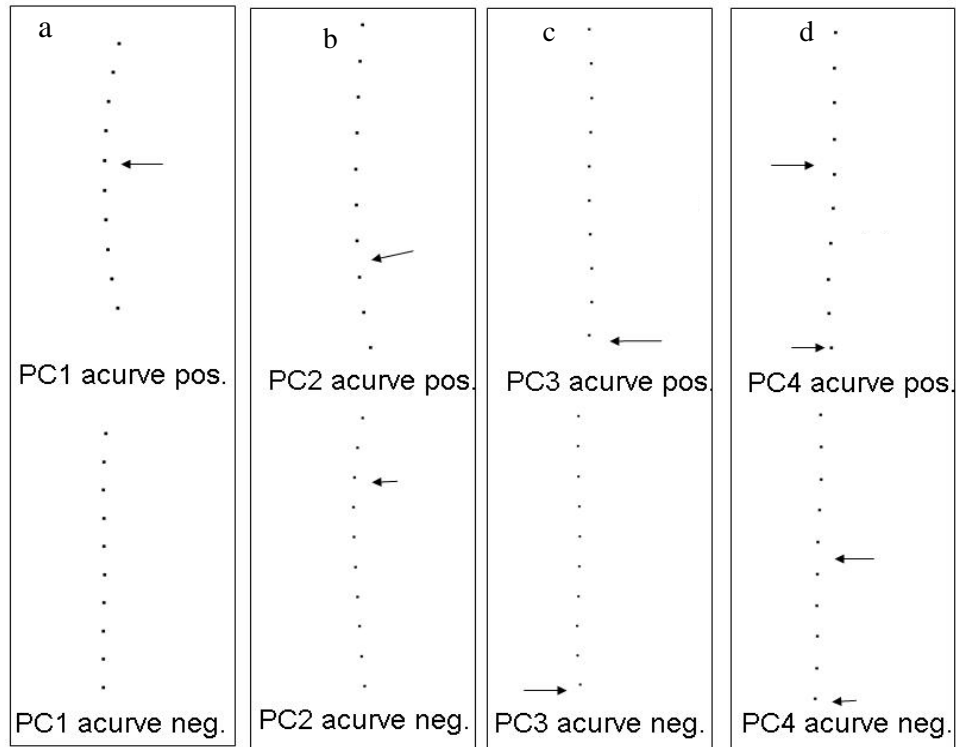 a
b
c
d
PC1 acurve pos.
PC2 acurve pos.
PC3 acurve pos.
PC4 acurve pos.
PC1 acurve neg.
PC2 acurve neg.
PC3 acurve neg.
PC4 acurve neg.